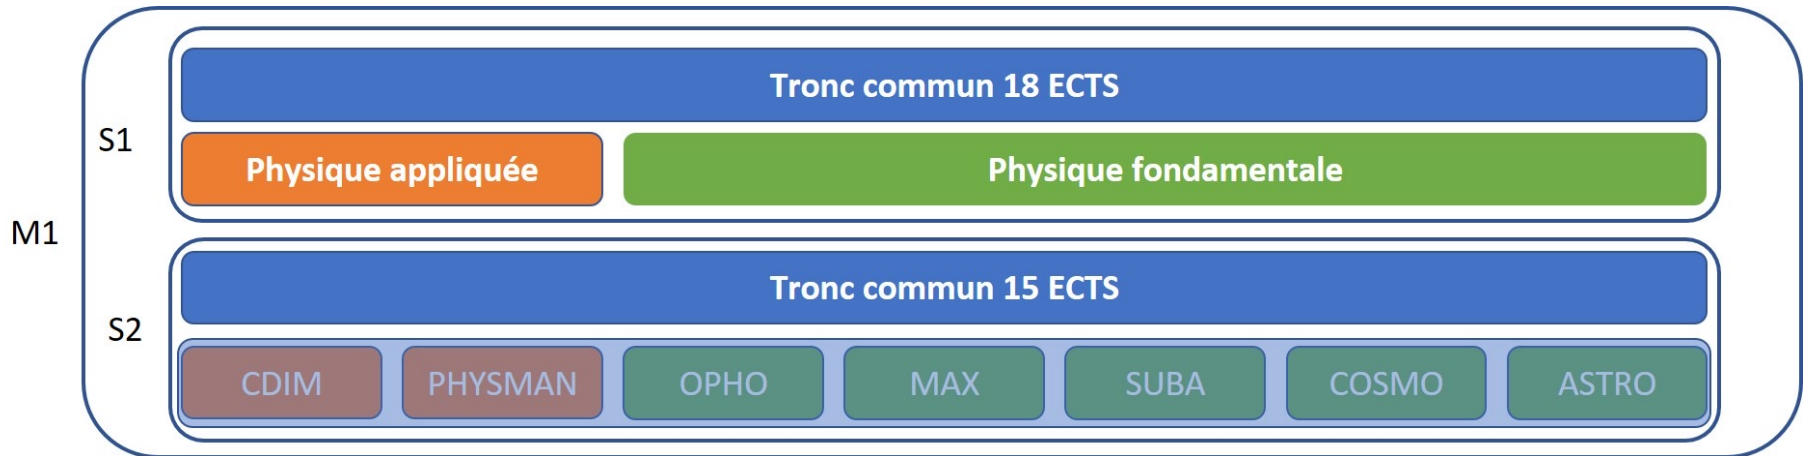 Tronc commun 18 ECTS
S1
Physique appliquée
Physique fondamentale
M1
Tronc commun 15 ECTS
S2
CDIM
PHYSMAN
OPHO
MAX
SUBA
COSMO
ASTRO